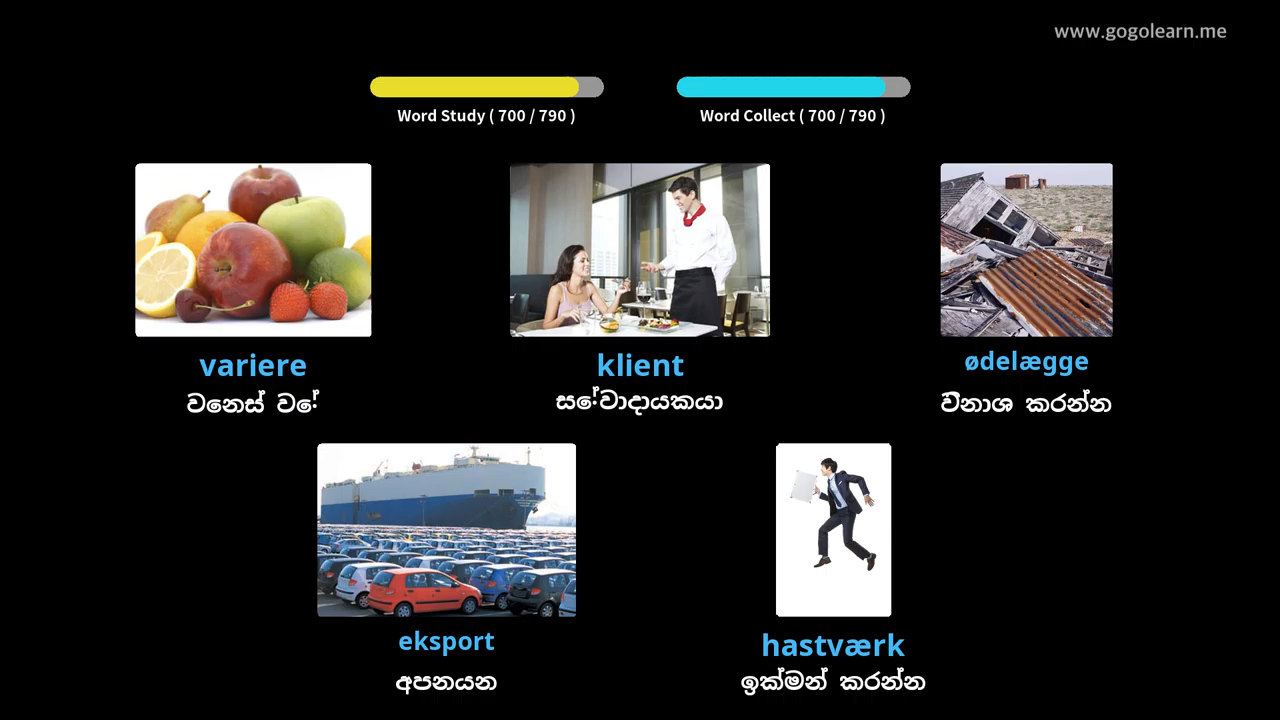 www.gogolearn.me
Word Study ( 700 / 790 )
Word Collect ( 700 / 790 )
variere
klient
ødelægge
වෙනස් වේ
සේවාදායකයා
විනාශ කරන්න
eksport
hastværk
අපනයන
ඉක්මන් කරන්න